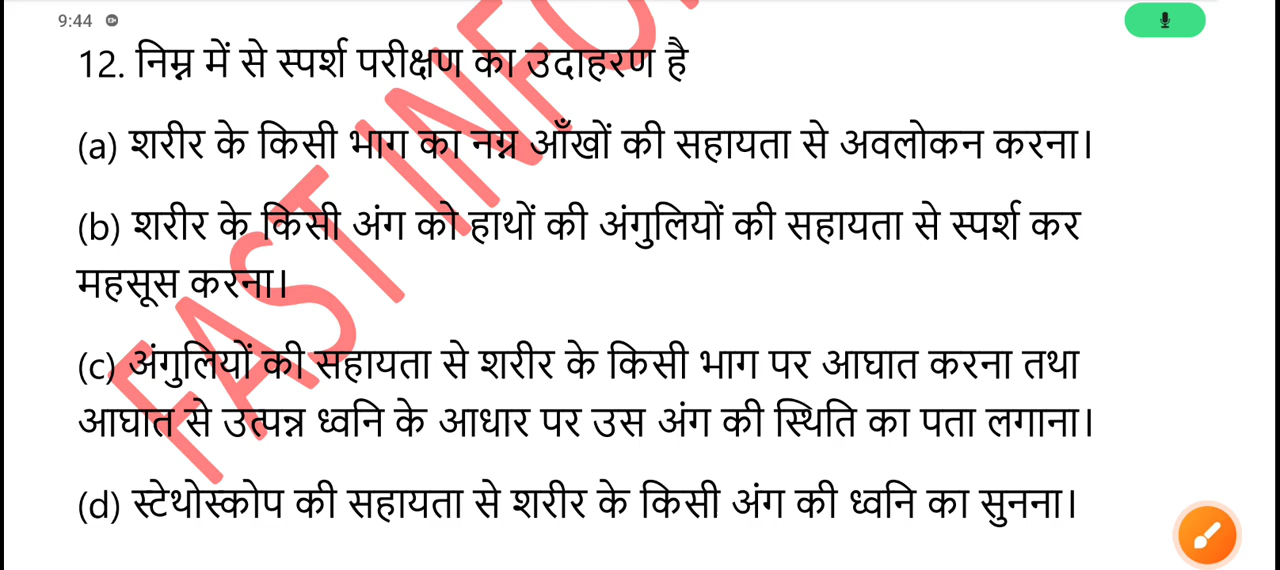 9:44
FAST INFO
12. निम्न में से स्पर्श परीक्षण का उदाहरण है
(a) शरीर के किसी भाग का नग्न आँखों की सहायता से अवलोकन करना।
(b) शरीर के किसी अंग को हाथों की अंगुलियों की सहायता से स्पर्श कर
महसूस करना।
(c) अंगुलियों की सहायता से शरीर के किसी भाग पर आघात करना तथा
आघात से उत्पन्न ध्वनि के आधार पर उस अंग की स्थिति का पता लगाना।
(d) स्टेथोस्कोप की सहायता से शरीर के किसी अंग की ध्वनि का सुनना।